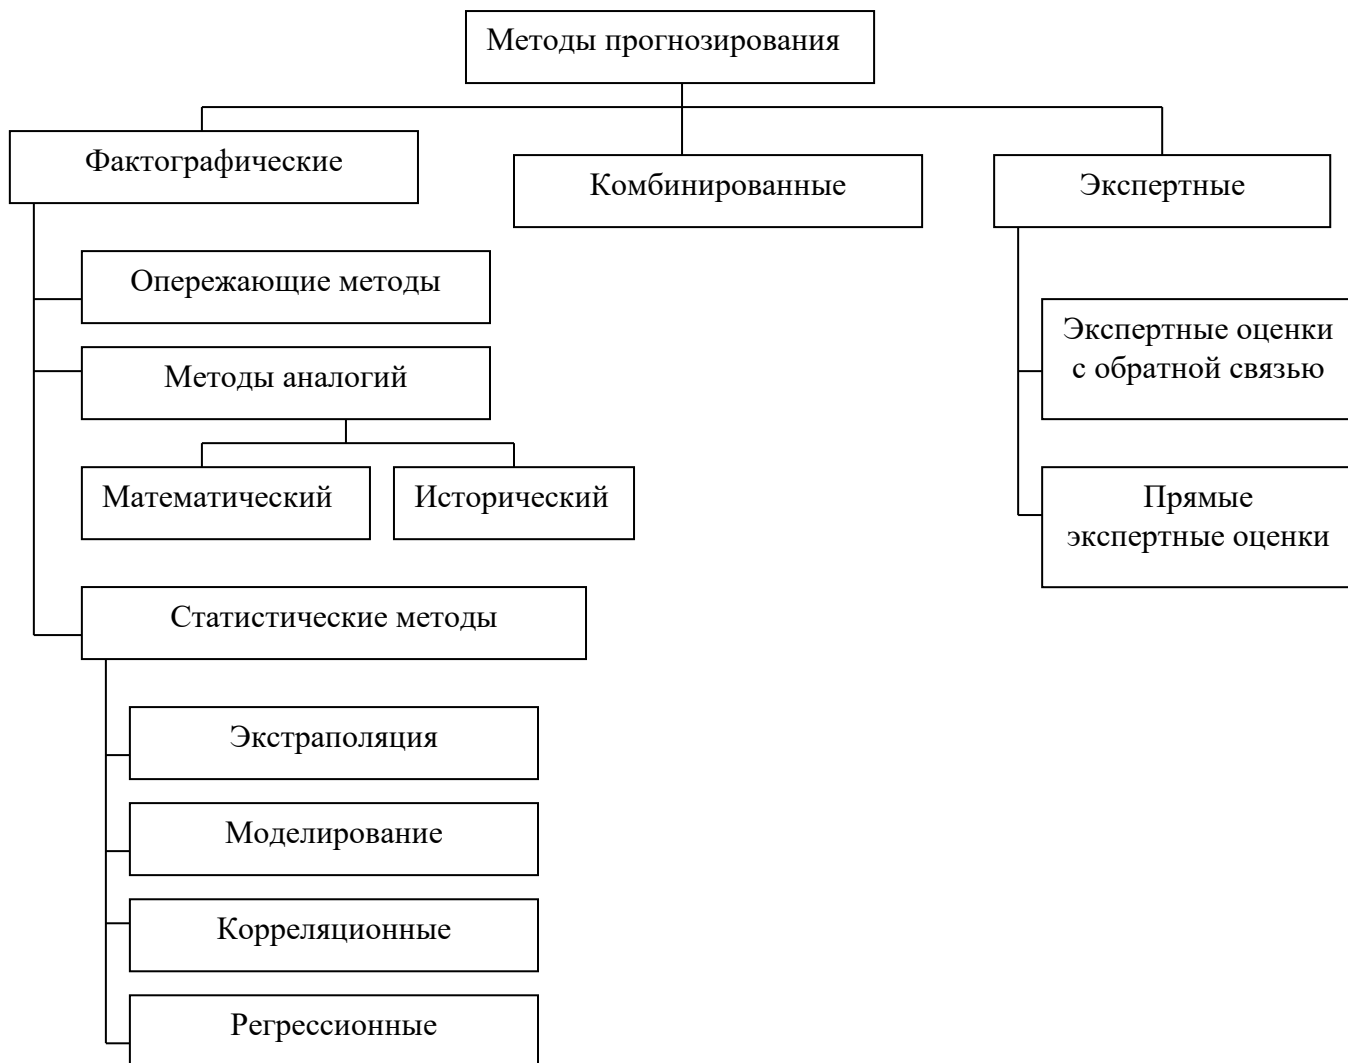 Методы прогнозирования
Фактографические
Комбинированные
Экспертные
Опережающие методы
Методы аналогий
Математический
Исторический
Статистические методы
Экстраполяция
Моделирование
Корреляционные
Регрессионные
Экспертные оценки
с обратной связью
Прямые
экспертные оценки